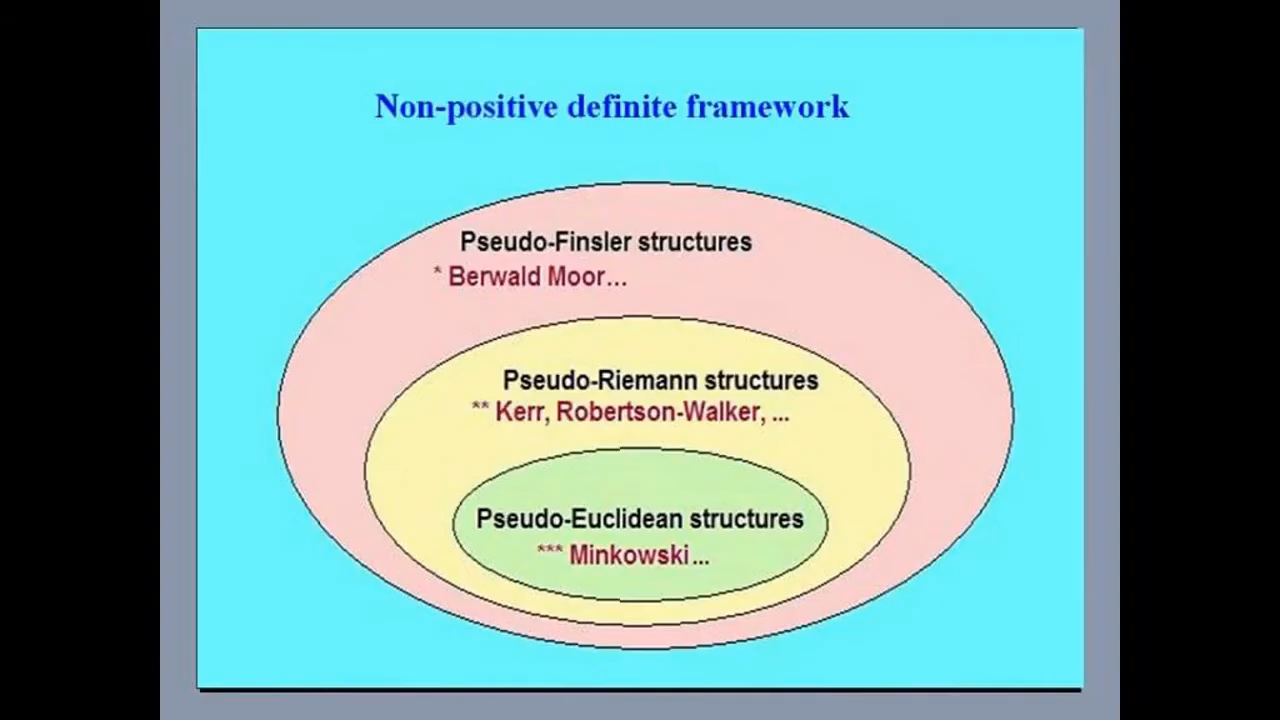 Non-positive definite framework
Pseudo-Finsler structures
* Berwald Moor...
Pseudo-Riemann structures
** Kerr, Robertson-Walker, ...
Pseudo-Euclidean structures
*** Minkowski...